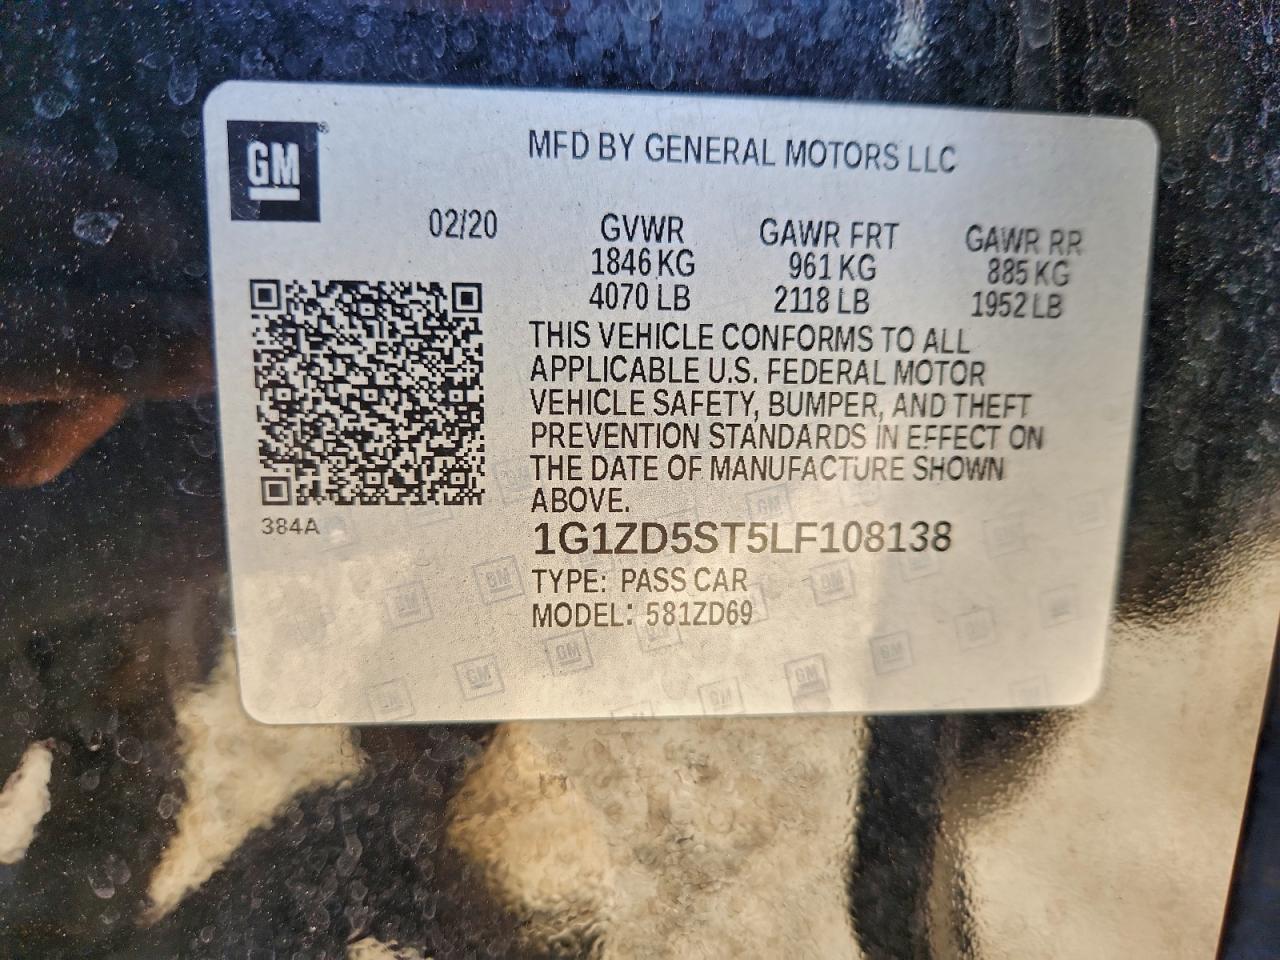 GM
MFD BY GENERAL MOTORS LLC
02/20 GVWR GAWR FRT GAWR RR
1846 KG 961 KG 885 KG
4070 LB 2118 LB 1952 LB
THIS VEHICLE CONFORMS TO ALL
APPLICABLE U.S. FEDERAL MOTOR
VEHICLE SAFETY, BUMPER, AND THEFT
PREVENTION STANDARDS IN EFFECT ON
THE DATE OF MANUFACTURE SHOWN
ABOVE.
384A
1G1ZD5ST5LF108138
TYPE: PASS CAR
MODEL: 581ZD69